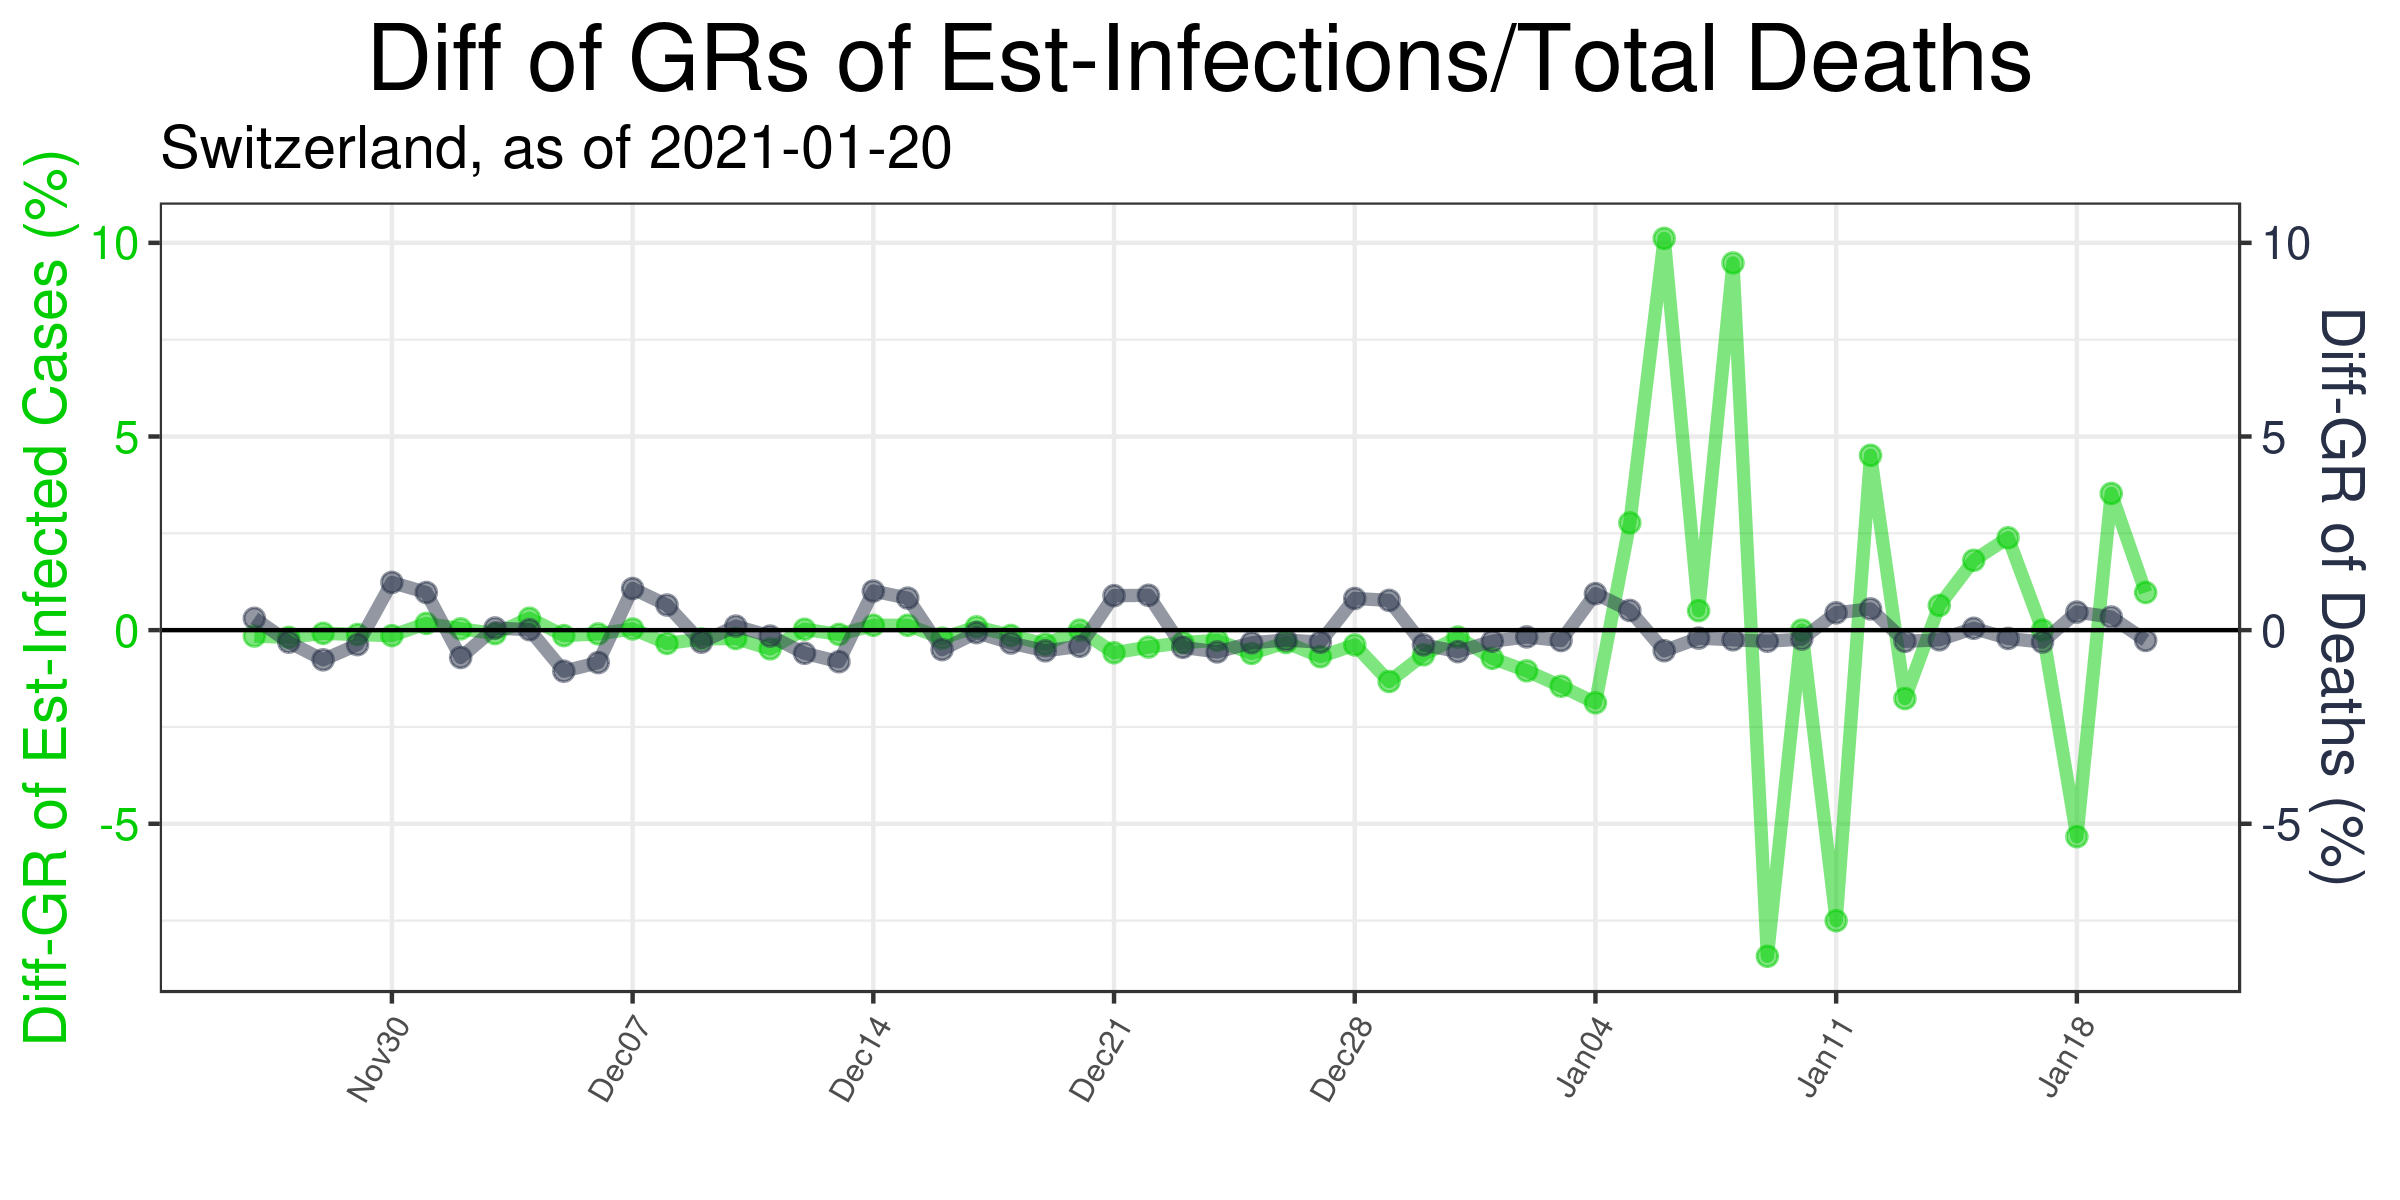 Diff of GRs of Est-Infections/Total Deaths
Switzerland, as of 2021-01-20
Diff-GR of Est-Infected Cases (%)
10
5
0
-5
10
5
0
-5
Diff-GR of Deaths (%)
Nov30
Dec07
Dec14
Dec21
Dec28
Jan04
Jan11
Jan18